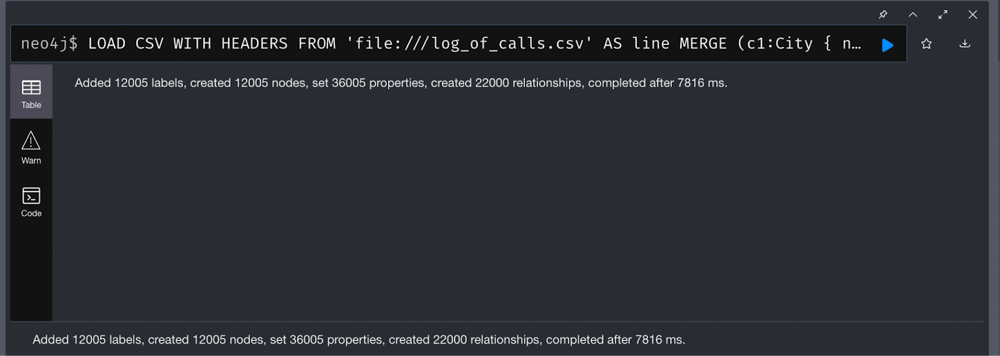 neo4j$ LOAD CSV WITH HEADERS FROM 'file:///log_of_calls.csv' AS line MERGE (c1:City { n…
Added 12005 labels, created 12005 nodes, set 36005 properties, created 22000 relationships, completed after 7816 ms.
Table
Warn
Code
Added 12005 labels, created 12005 nodes, set 36005 properties, created 22000 relationships, completed after 7816 ms.